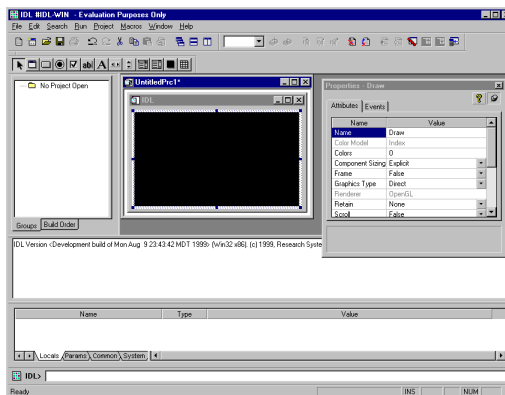 IDL #IDL-WIN - Evaluation Purposes Only
File Edit Search Run Project Macros Window Help
ab| A
No Project Open
UntitledPrc1*
IDL
Groups Build Order
Properties - Draw
Attributes Events
Name Value
Name Draw
Color Model Index
Colors 0
Component Sizing Explicit
Frame False
Graphics Type Direct
Renderer OpenGL
Retain None
Scroll False
IDL Version <Development build of Mon Aug 9 23:43:42 MDT 1999> (Win32 x86). (c) 1999, Research Syste
Name Type Value
Locals Params Common System
IDL>
Ready INS NUM